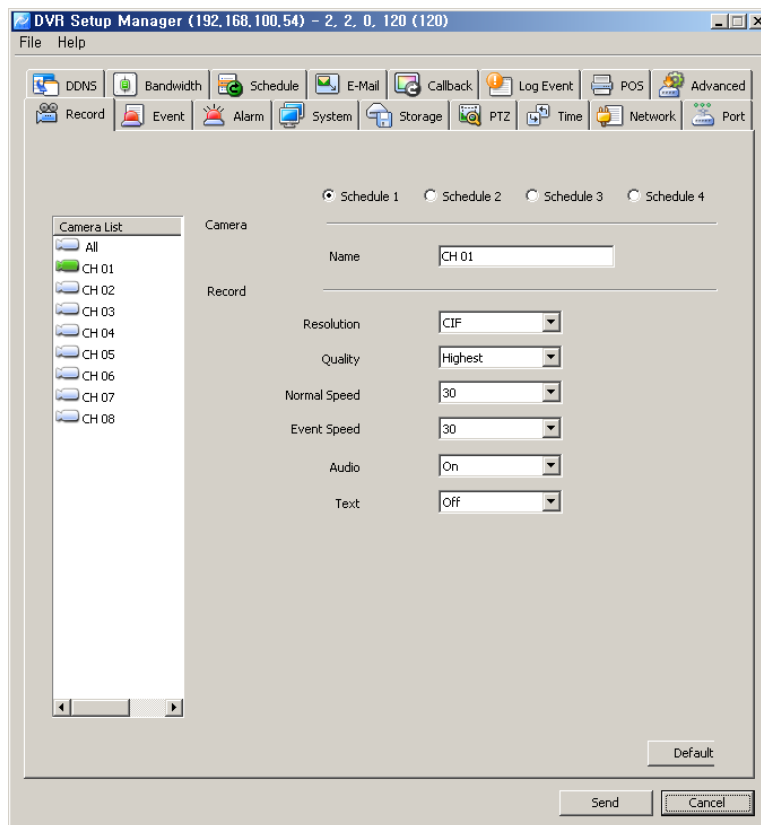 DVR Setup Manager (192,168,100,54) - 2, 2, 0, 120 (120)
File Help
DDNS Bandwidth Schedule E-Mail Callback Log Event POS Advanced
Record Event Alarm System Storage PTZ Time Network Port
Schedule 1 Schedule 2 Schedule 3 Schedule 4
Camera List
All
CH 01
CH 02
CH 03
CH 04
CH 05
CH 06
CH 07
CH 08
Camera
Name CH 01
Record
Resolution CIF
Quality Highest
Normal Speed 30
Event Speed 30
Audio On
Text Off
Default
Send Cancel